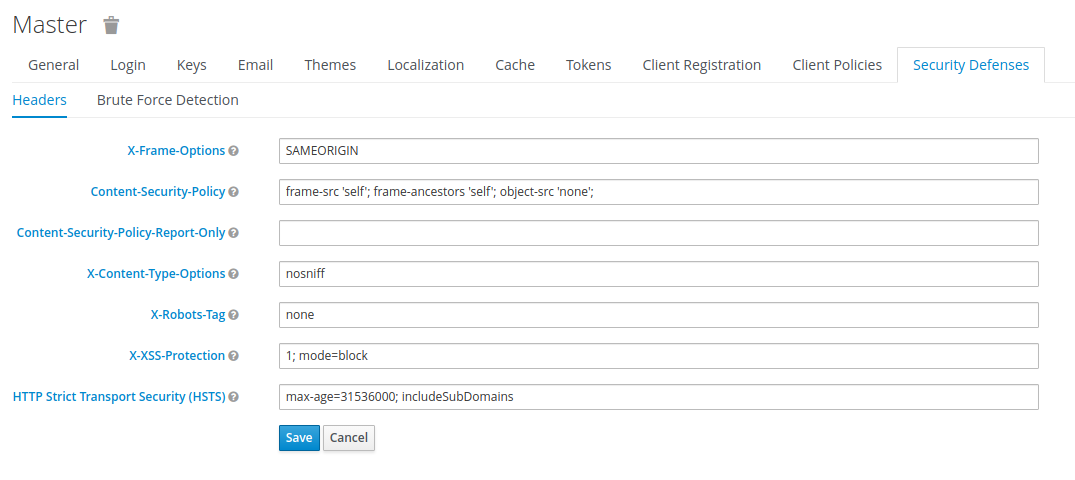 Master
General Login Keys Email Themes Localization Cache Tokens Client Registration Client Policies Security Defenses
Headers Brute Force Detection
X-Frame-Options SAMEORIGIN
Content-Security-Policy frame-src 'self'; frame-ancestors 'self'; object-src 'none';
Content-Security-Policy-Report-Only
X-Content-Type-Options nosniff
X-Robots-Tag none
X-XSS-Protection 1; mode=block
HTTP Strict Transport Security (HSTS) max-age=31536000; includeSubDomains
Save Cancel